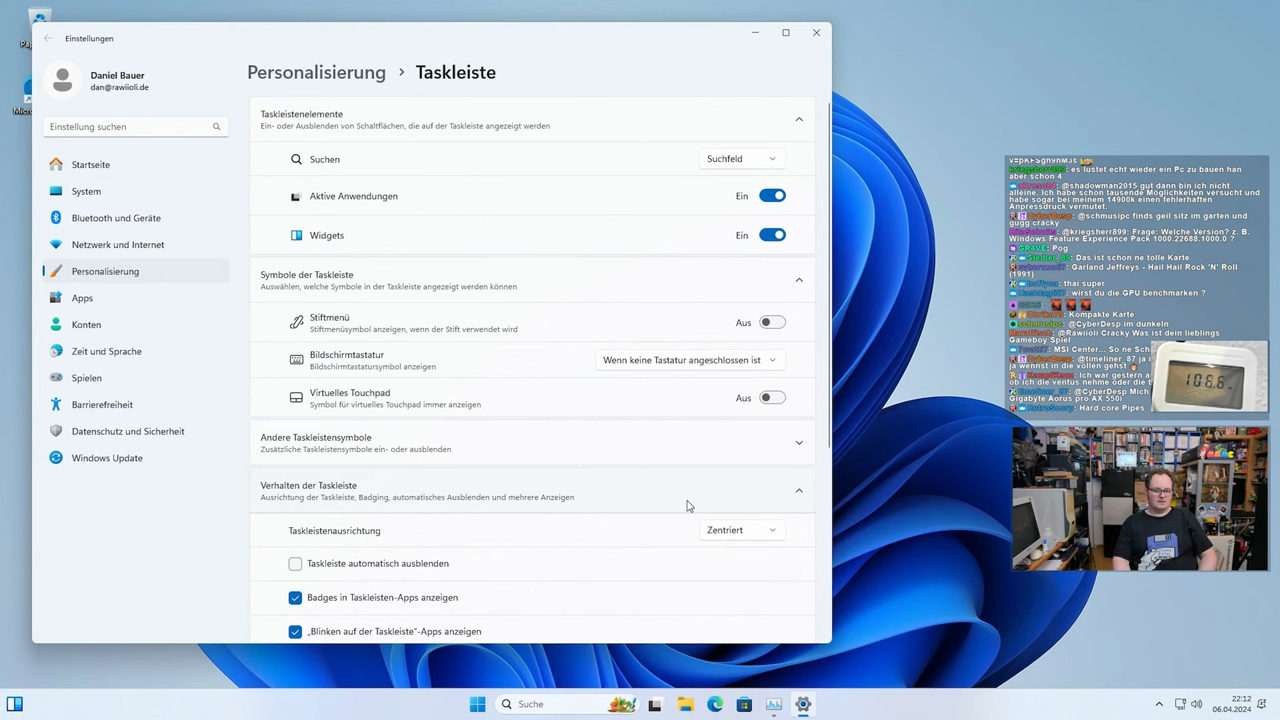 Einstellungen
Daniel Bauer
dan@rawiioli.de
Einstellung suchen
Startseite
System
Bluetooth und Geräte
Netzwerk und Internet
Personalisierung
Apps
Konten
Zeit und Sprache
Spielen
Barrierefreiheit
Datenschutz und Sicherheit
Windows Update
Personalisierung › Taskleiste
Taskleistenelemente
Ein- oder Ausblenden von Schaltflächen, die auf der Taskleiste angezeigt werden
Suchen Suchfeld
Aktive Anwendungen Ein
Widgets Ein
Symbole der Taskleiste
Auswählen, welche Symbole in der Taskleiste angezeigt werden können
Stiftmenü
Stiftmenüsymbol anzeigen, wenn der Stift verwendet wird
Aus
Bildschirmtastatur
Bildschirmtastatursymbol anzeigen
Wenn keine Tastatur angeschlossen ist
Virtuelles Touchpad
Symbol für virtuelles Touchpad immer anzeigen
Aus
Andere Taskleistensymbole
Zusätzliche Taskleistensymbole ein- oder ausblenden
Verhalten der Taskleiste
Ausrichtung der Taskleiste, Badging, automatisches Ausblenden und mehrere Anzeigen
Taskleistenausrichtung Zentriert
Taskleiste automatisch ausblenden
Badges in Taskleisten-Apps anzeigen
„Blinken auf der Taskleiste“-Apps anzeigen
kriegsherr899: es lustet echt wieder ein Pc zu bauen han
aber schon 4
: @shadowman2015 gut dann bin ich nicht
alleine. Ich habe schon tausende Möglichkeiten versucht und
habe sogar bei meinem 14900k einen fehlerhaften
Anpressdruck vermutet.
CyberDesp: @schmusipc finds geil sitz im garten und
gugg cracky
: @kriegsherr899: Frage: Welche Version? z. B.
Windows Feature Experience Pack 1000.22688.1000.0 ?
GR4VE: Pog
Siedler_89: Das ist schon ne tolle Karte
: Garland Jeffreys - Hail Hail Rock 'N' Roll
(1991)
: thai super
: wirst du die GPU benchmarken ?
: Kompakte Karte
schmusipc: @CyberDesp im dunkeln
: @Rawiioli Cracky Was ist dein lieblings
Gameboy Spiel
: MSI Center... So ne Sch
CyberDesp: @timeliner_87 ja i
ja wennst in die vollen gehst
: Ich war gestern a
ob ich die ventus nehme oder die t
timeliner_87: @CyberDesp Mich
Gigabyte Aorus pro AX 550i
RetroScory: Hard core Pipes
Suche
22:12
06.04.2024